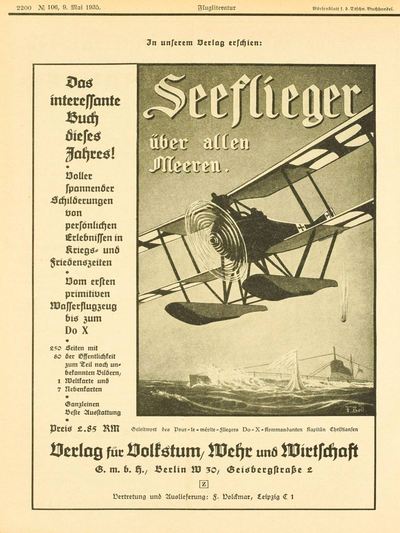 2200 № 106, 9. Mai 1935.
Flugliteratur
Börsenblatt f. d. Dtschn. Buchhandel.
In unserem Verlag erschien:
Das
interessante
Buch
dieses
Jahres!
Voller
spannender
Schilderungen
von
persönlichen
Erlebnissen in
Kriegs- und
Friedenszeiten
Vom ersten
primitiven
Wasserflugzeug
bis zum
Do X
250 Seiten mit
80 der Öffentlichkeit
zum Teil noch un-
bekannten Bildern,
1 Weltkarte und
7 Nebenkarten
Ganzleinen
Beste Ausstattung
Preis 2.85 RM
Seeflieger
über allen
Meeren.
Geleitwort des Pour-le-mérite-Fliegers Do-X-Kommandanten Kapitän Christiansen
Verlag für Volkstum, Wehr und Wirtschaft
G. m. b. H., Berlin W 30, Geisbergstraße 2
Z
Vertretung und Auslieferung: F. Volckmar, Leipzig C 1